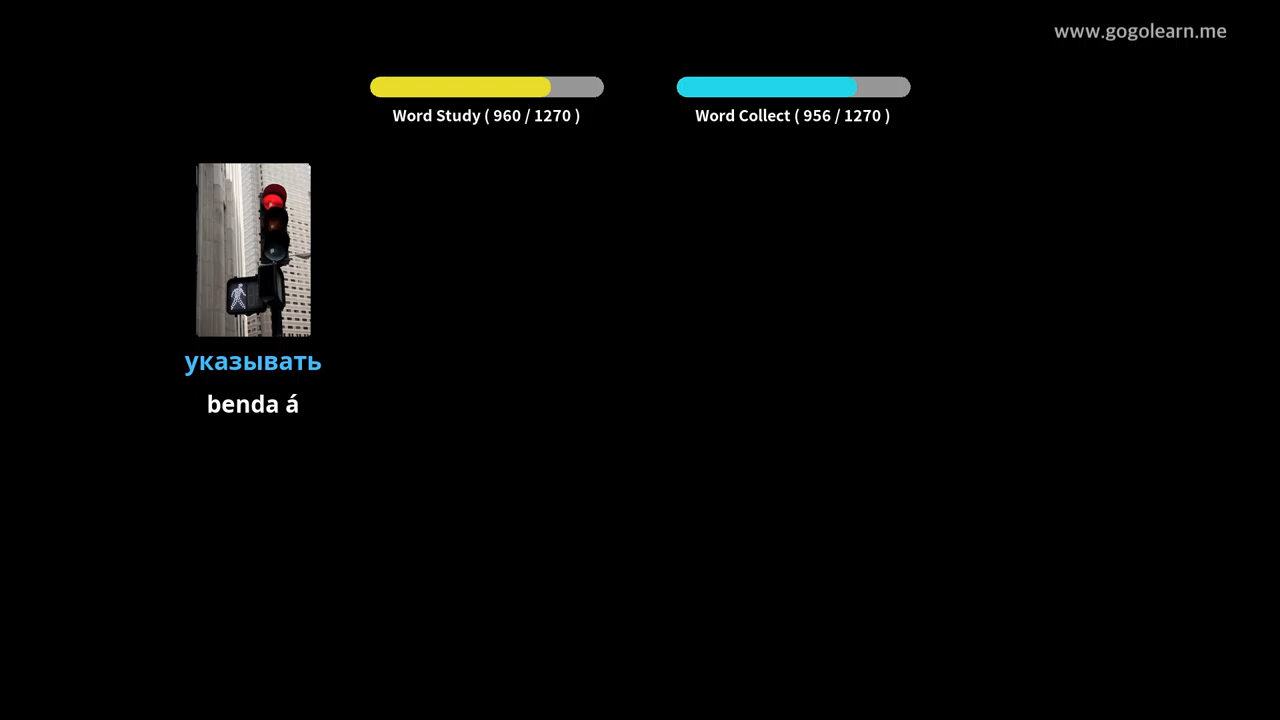 www.gogolearn.me
Word Study ( 960 / 1270 )
Word Collect ( 956 / 1270 )
указывать
benda á